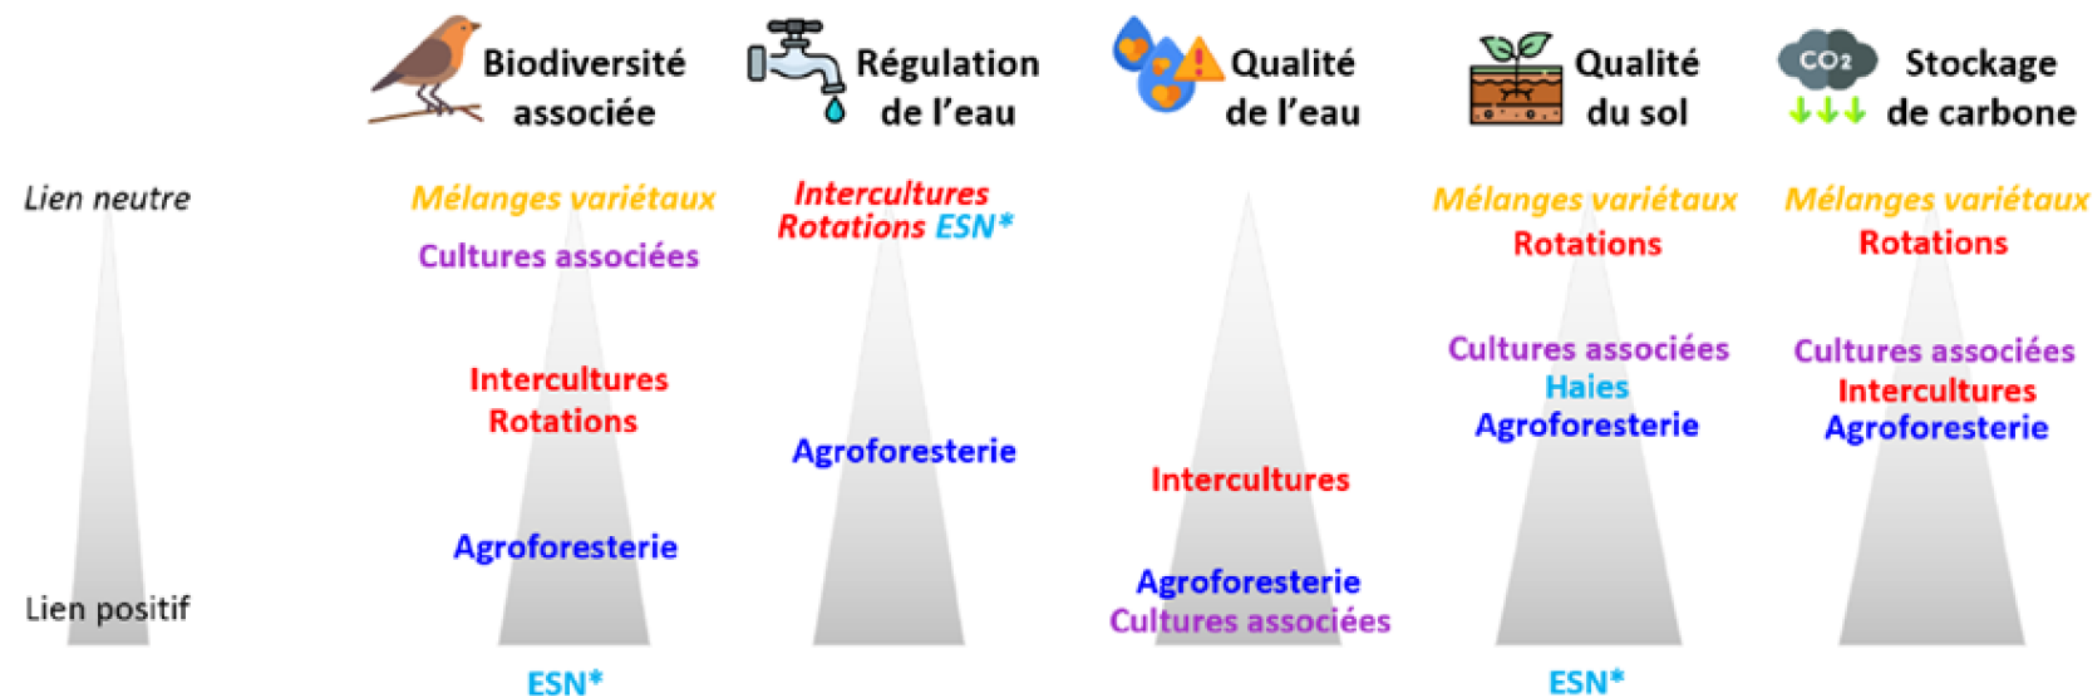 Biodiversité
associée
Régulation
de l'eau
Qualité
de l'eau
Qualité
du sol
CO2
Stockage
de carbone
Lien neutre
Lien positif
Mélanges variétaux
Cultures associées
Intercultures
Rotations
Agroforesterie
ESN*
Intercultures
Rotations ESN*
Agroforesterie
Intercultures
Agroforesterie
Cultures associées
Mélanges variétaux
Rotations
Cultures associées
Haies
Agroforesterie
ESN*
Mélanges variétaux
Rotations
Cultures associées
Intercultures
Agroforesterie